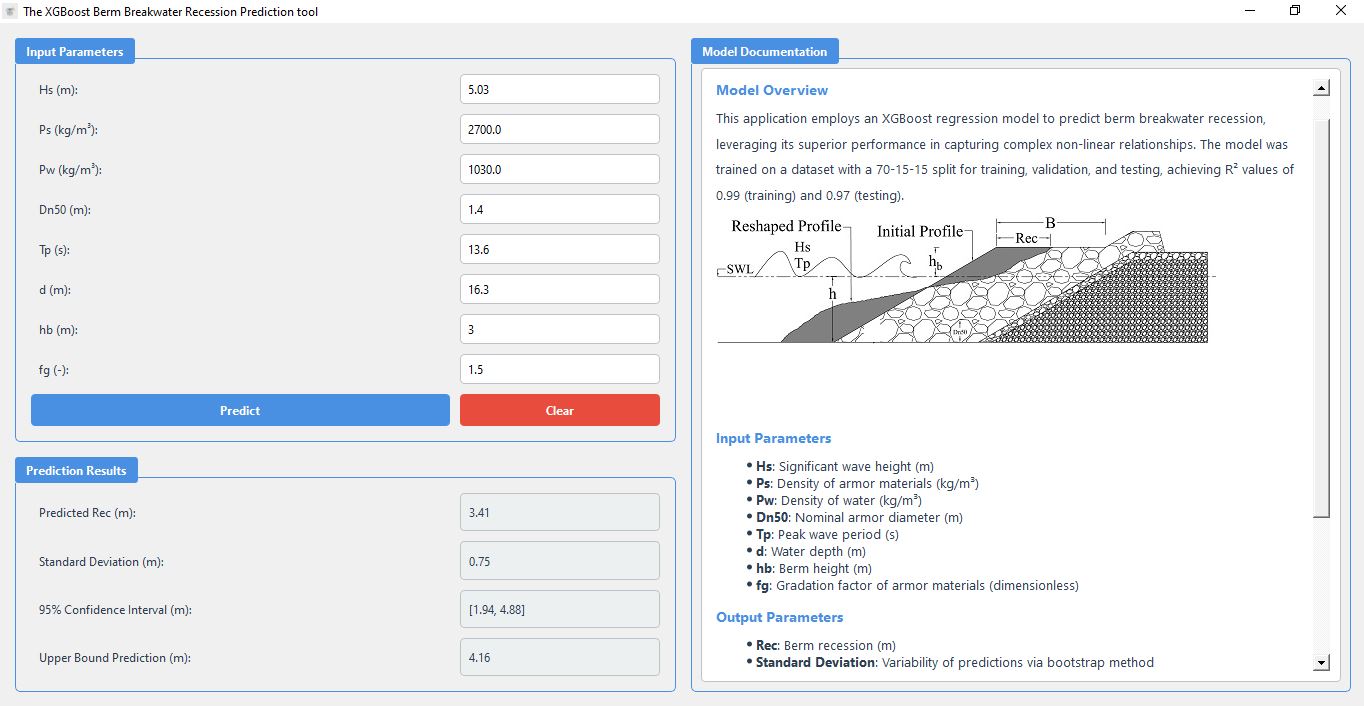 The XGBoost Berm Breakwater Recession Prediction tool
Input Parameters
Hs (m):
5.03
Ps (kg/m³):
2700.0
Pw (kg/m³):
1030.0
Dn50 (m):
1.4
Tp (s):
13.6
d (m):
16.3
hb (m):
3
fg (-):
1.5
Predict
Clear
Prediction Results
Predicted Rec (m):
3.41
Standard Deviation (m):
0.75
95% Confidence Interval (m):
[1.94, 4.88]
Upper Bound Prediction (m):
4.16
Model Documentation
Model Overview
This application employs an XGBoost regression model to predict berm breakwater recession,
leveraging its superior performance in capturing complex non-linear relationships. The model was
trained on a dataset with a 70-15-15 split for training, validation, and testing, achieving R² values of
0.99 (training) and 0.97 (testing).
Reshaped Profile
Initial Profile
B
Rec
Hs
Tp
SWL
hb
h
Dn50
Input Parameters
• Hs: Significant wave height (m)
• Ps: Density of armor materials (kg/m³)
• Pw: Density of water (kg/m³)
• Dn50: Nominal armor diameter (m)
• Tp: Peak wave period (s)
• d: Water depth (m)
• hb: Berm height (m)
• fg: Gradation factor of armor materials (dimensionless)
Output Parameters
• Rec: Berm recession (m)
• Standard Deviation: Variability of predictions via bootstrap method